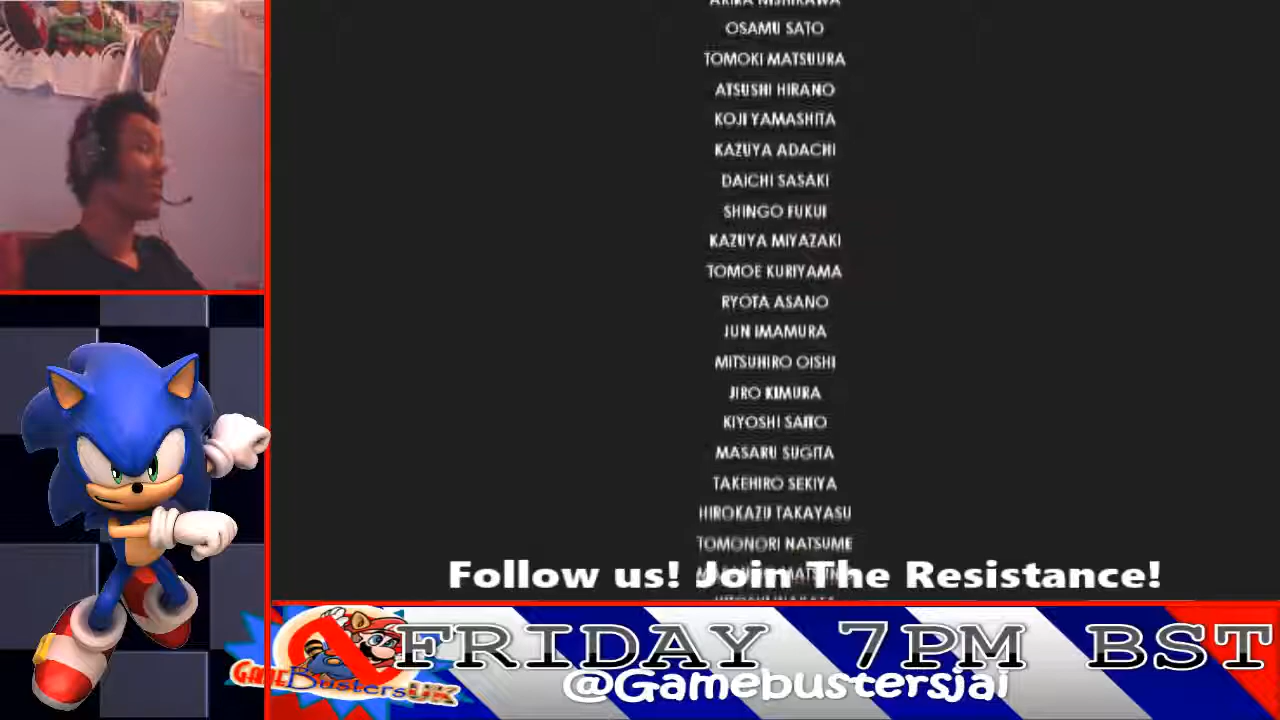 AKIRA NISHIKAWA
OSAMU SATO
TOMOKI MATSUURA
ATSUSHI HIRANO
KOJI YAMASHITA
KAZUYA ADACHI
DAICHI SASAKI
SHINGO FUKUI
KAZUYA MIYAZAKI
TOMOE KURIYAMA
RYOTA ASANO
JUN IMAMURA
MITSUHIRO OISHI
JIRO KIMURA
KIYOSHI SAITO
MASARU SUGITA
TAKEHIRO SEKIYA
HIROKAZU TAKAYASU
TOMONORI NATSUME
Follow us! Join The Resistance!
FRIDAY 7PM BST
GAMEBustersUK
@Gamebustersjai